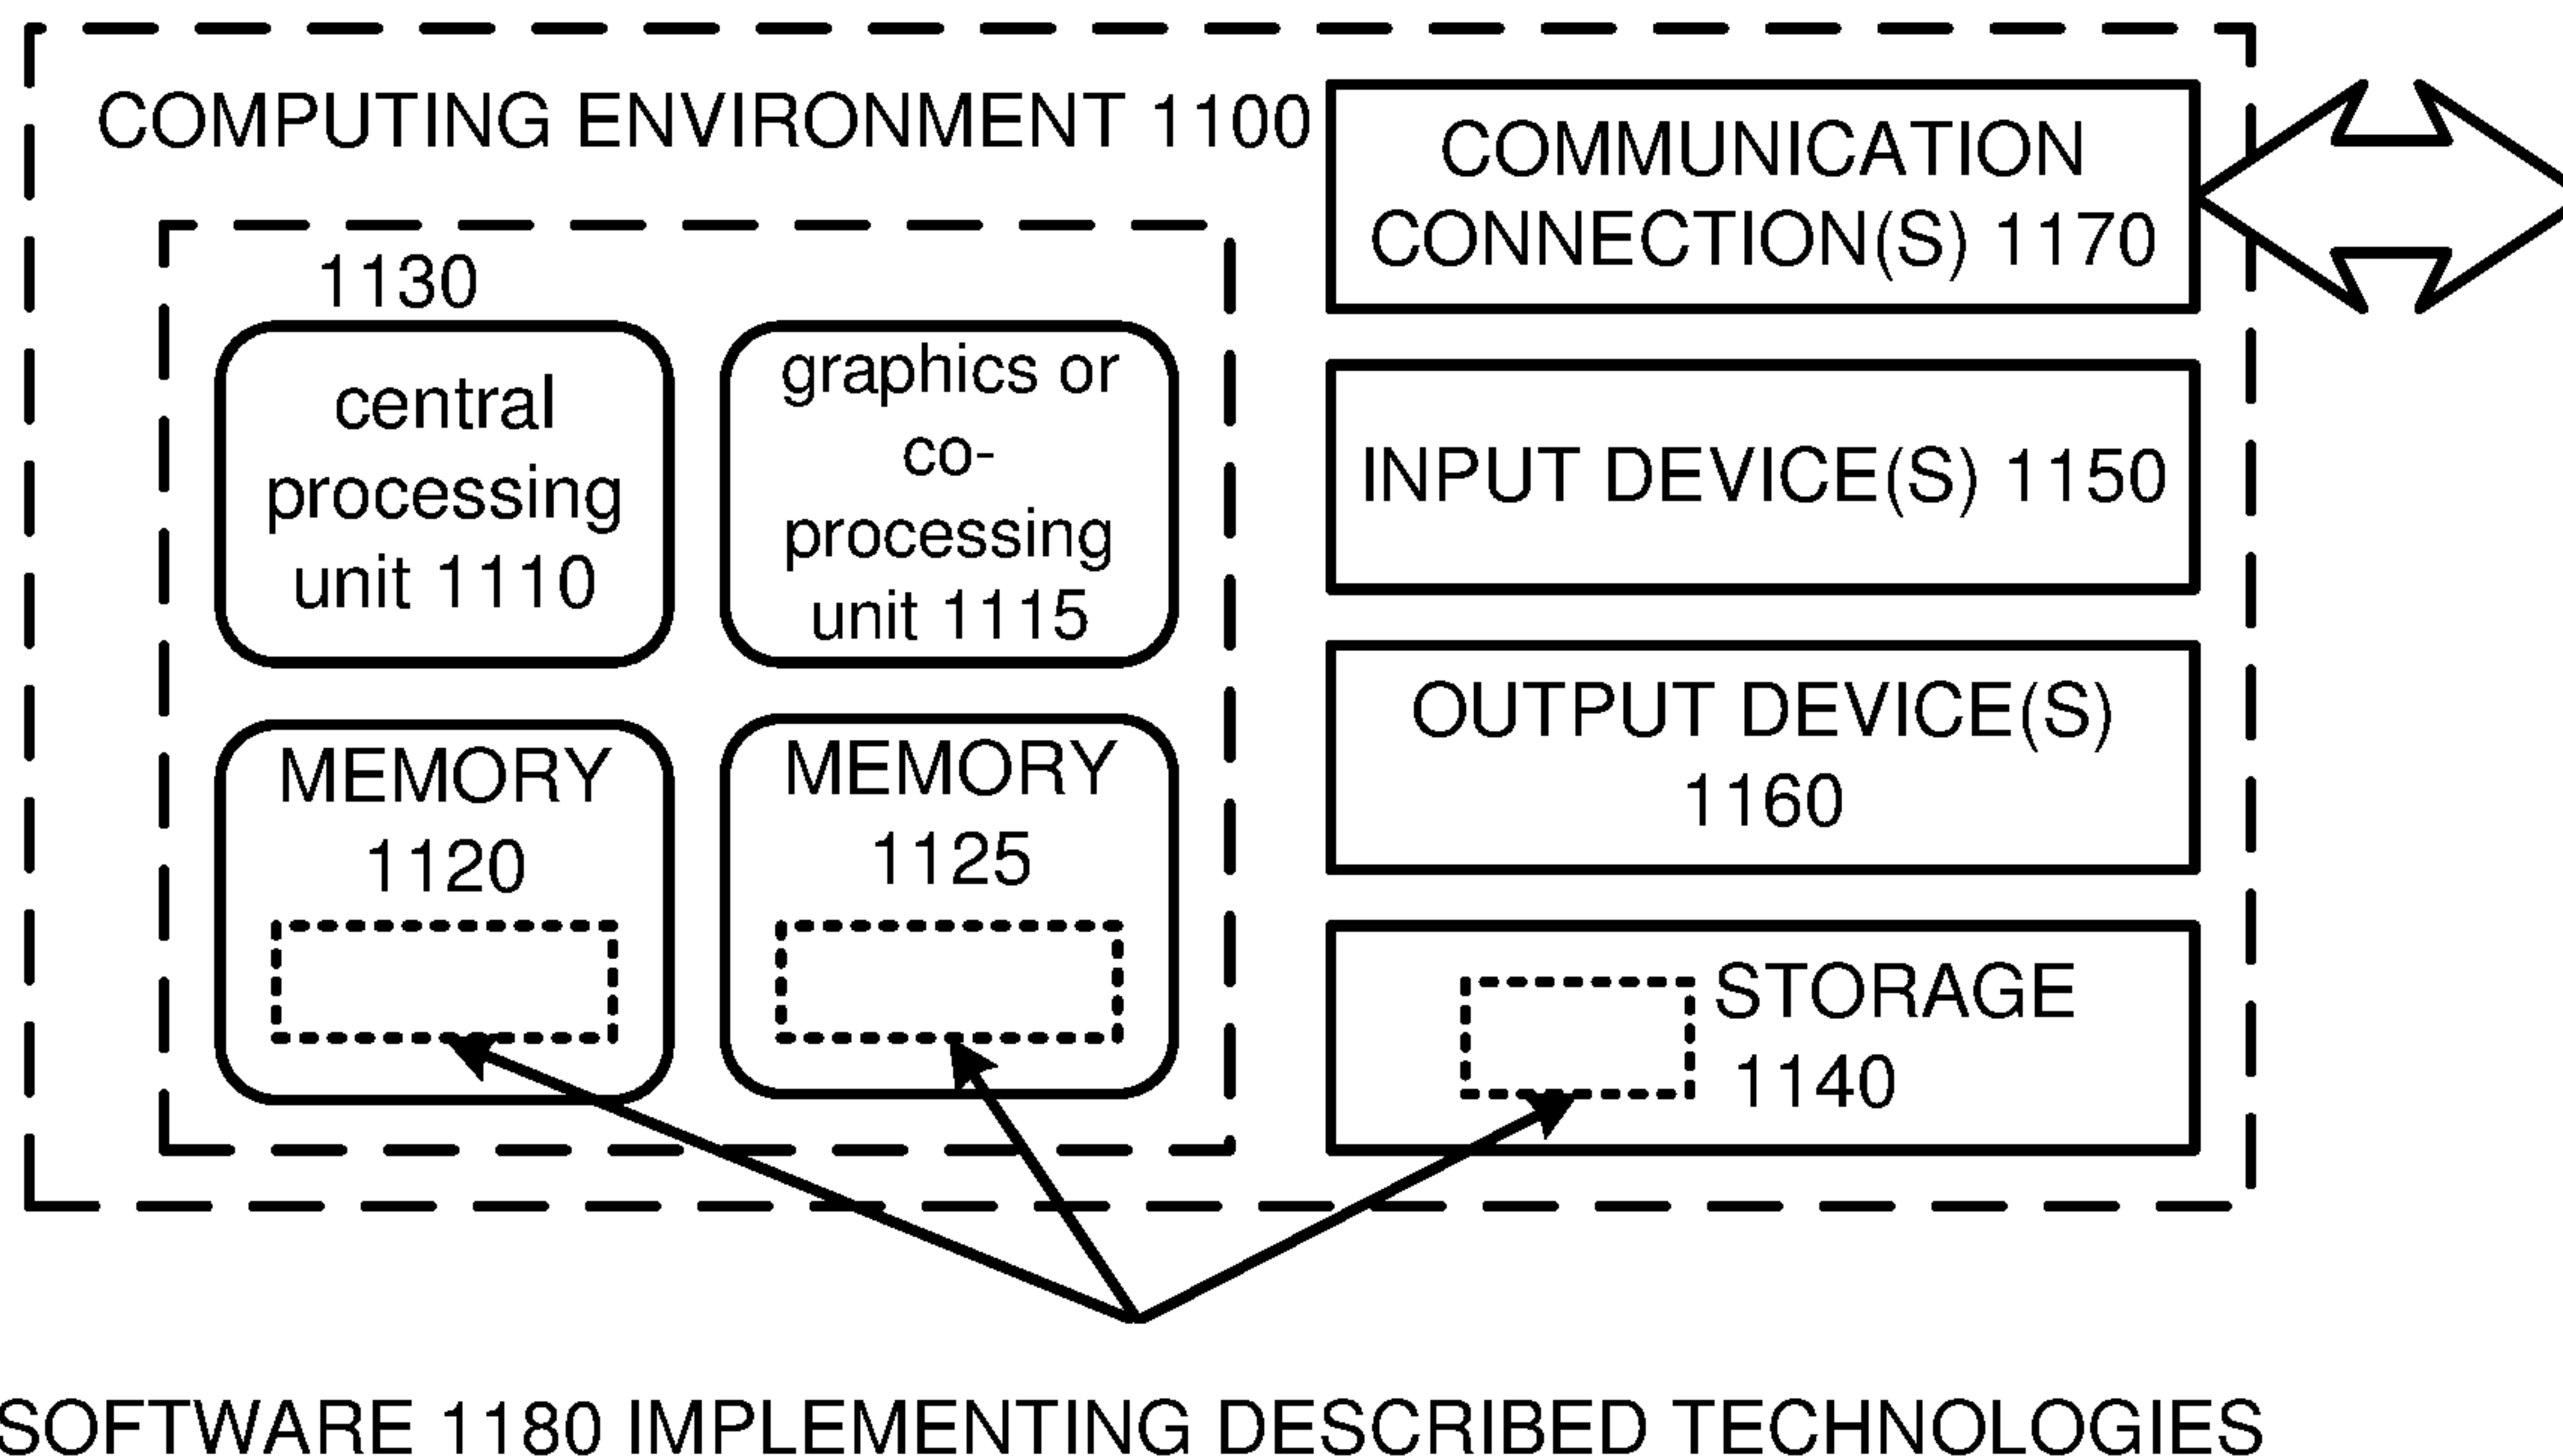 COMPUTING ENVIRONMENT 1100
1130
central
processing
unit 1110
graphics or
co-
processing
unit 1115
MEMORY
1120
MEMORY
1125
COMMUNICATION
CONNECTION(S) 1170
INPUT DEVICE(S) 1150
OUTPUT DEVICE(S)
1160
STORAGE
1140
SOFTWARE 1180 IMPLEMENTING DESCRIBED TECHNOLOGIES